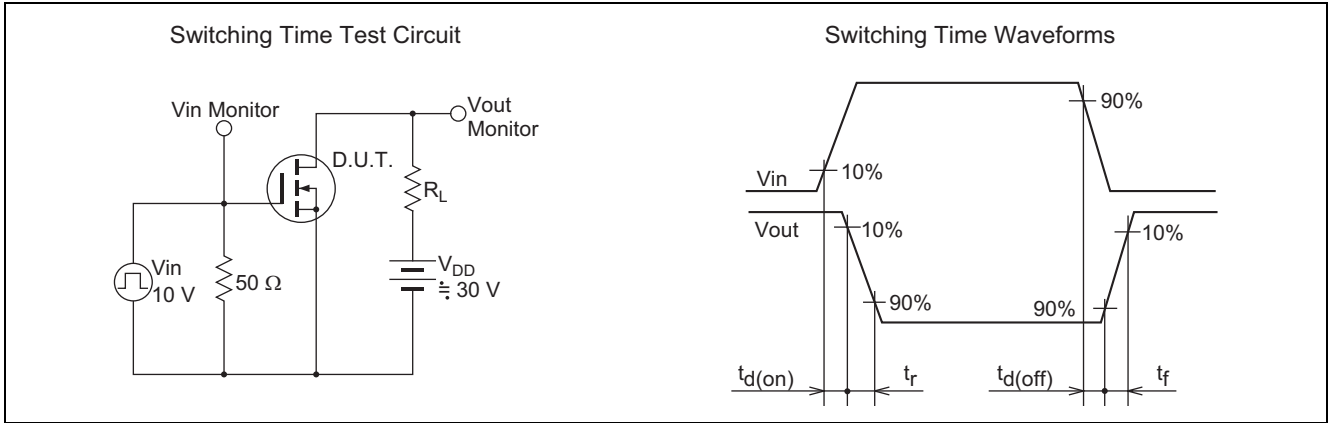 Switching Time Test Circuit
Vin Monitor
Vout
Monitor
D.U.T.
RL
Vin
10 V
50 Ω
VDD
≒ 30 V
Switching Time Waveforms
90%
10%
Vin
Vout
10%
10%
90%
90%
td(on)
tr
td(off)
tf